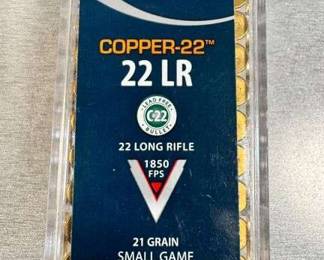 COPPER-22™
22 LR
LEAD-FREE
C22
BULLET
22 LONG RIFLE
1850
FPS
21 GRAIN
SMALL GAME